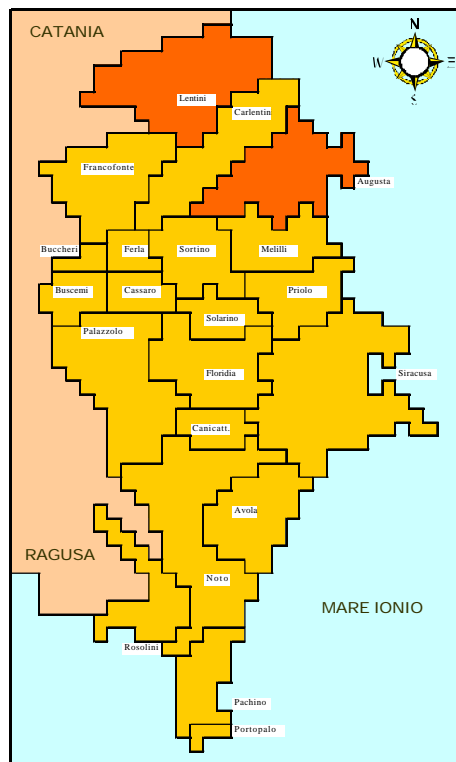 CATANIA
N
W
E
S
Lentini
Carlentin
Francofonte
Augusta
Buccheri
Ferla
Sortino
Melilli
Buscemi
Cassaro
Priolo
Solarino
Palazzolo
Floridia
Siracusa
Canicatt.
Avola
RAGUSA
Noto
MARE IONIO
Rosolini
Pachino
Portopalo